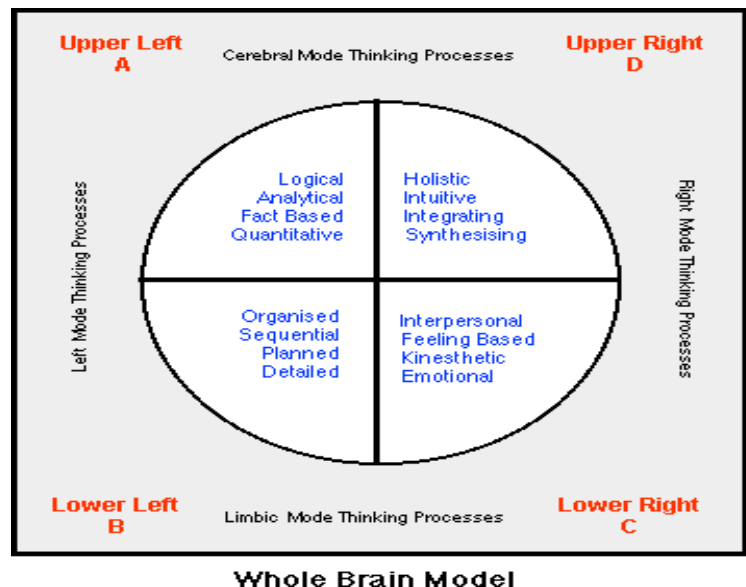 Upper Left
A
Cerebral Mode Thinking Processes
Upper Right
D
Left Mode Thinking Processes
Logical
Analytical
Fact Based
Quantitative
Holistic
Intuitive
Integrating
Synthesising
Right Mode Thinking Processes
Organised
Sequential
Planned
Detailed
Interpersonal
Feeling Based
Kinesthetic
Emotional
Lower Left
B
Limbic Mode Thinking Processes
Lower Right
C
Whole Brain Model